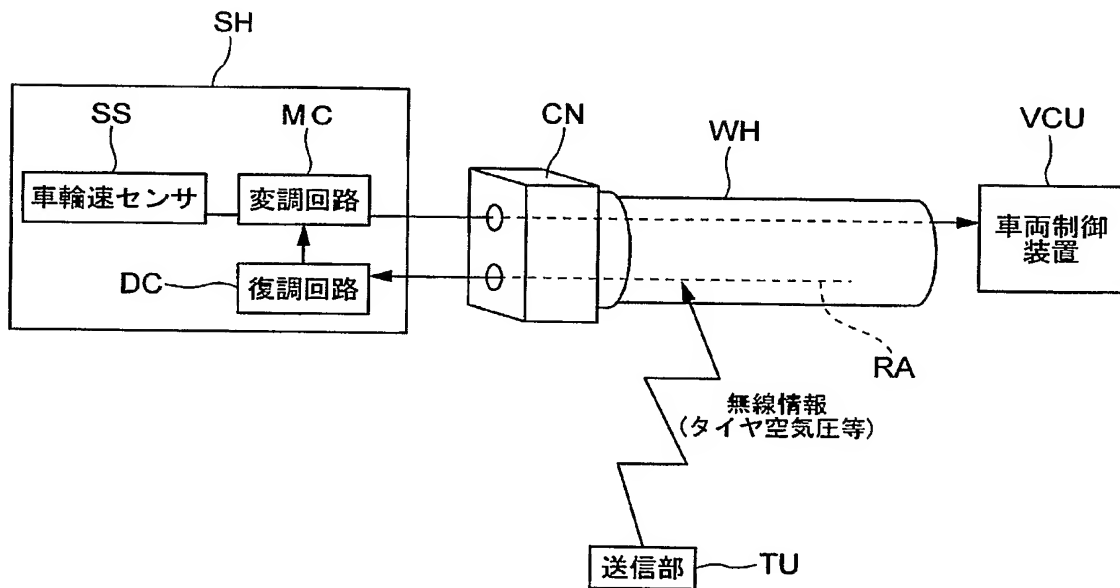 SH
SS
MC
CN
WH
VCU
車輪速センサ
変調回路
車両制御
装置
DC
復調回路
RA
無線情報
(タイヤ空気圧等)
送信部
TU